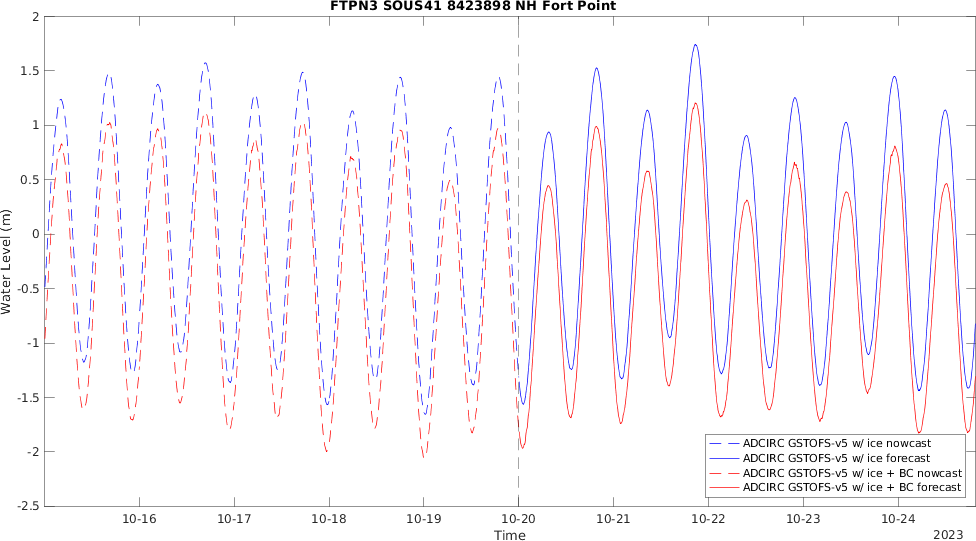 FTPN3 SOUS41 8423898 NH Fort Point
2
1.5
1
0.5
0
-0.5
-1
-1.5
-2
-2.5
Water Level (m)
ADCIRC GSTOFS-v5 w/ ice nowcast
ADCIRC GSTOFS-v5 w/ ice forecast
ADCIRC GSTOFS-v5 w/ ice + BC nowcast
ADCIRC GSTOFS-v5 w/ ice + BC forecast
10-16 10-17 10-18 10-19 10-20 10-21 10-22 10-23 10-24
Time
2023